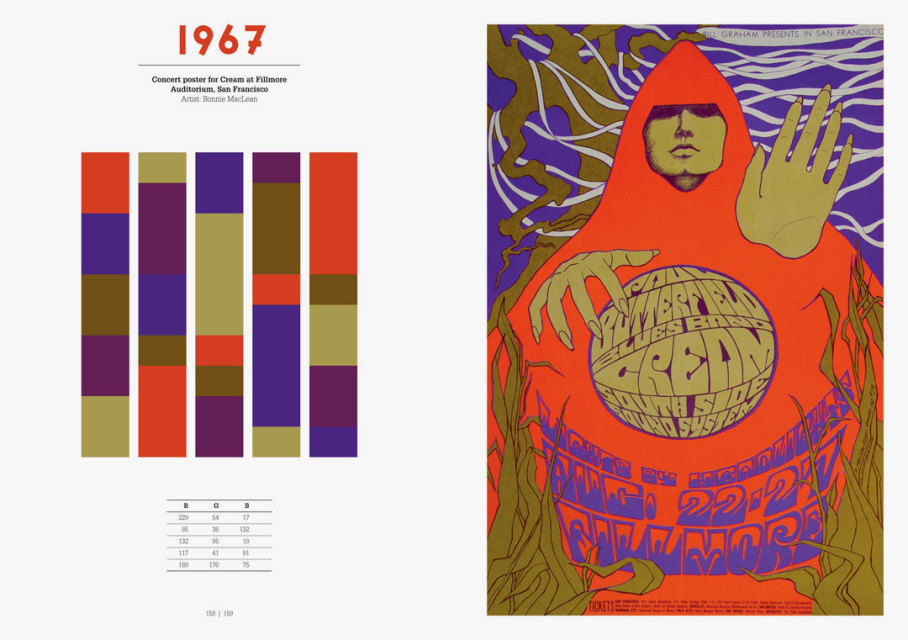 1967
Concert poster for Cream at Fillmore
Auditorium, San Francisco
Artist: Bonnie MacLean
R G B
229 54 17
85 38 132
132 95 19
117 41 91
189 170 75
158 | 159
BILL GRAHAM PRESENTS IN SAN FRANCISCO
PAUL
BUTTERFIELD
BLUES BAND
CREAM
SOUTH SIDE
SOUND SYSTEM
LIGHTS BY HEADLIGHTS
AUG. 22-27
FILLMORE
TICKETS